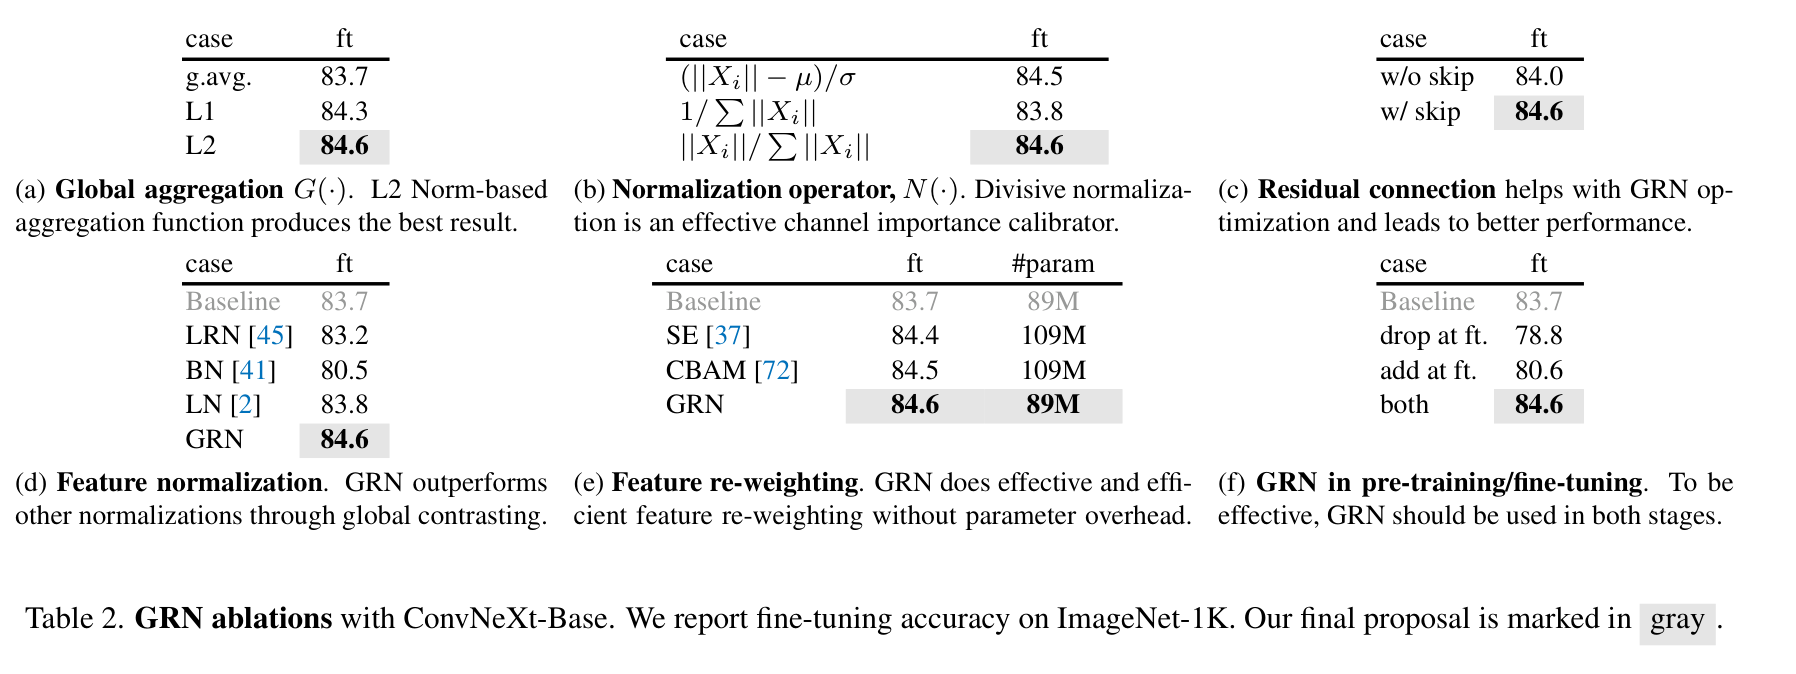 case ft
g.avg. 83.7
L1 84.3
L2 84.6
(a) Global aggregation G(·). L2 Norm-based
aggregation function produces the best result.
case ft
(||X_i|| − μ)/σ 84.5
1/∑||X_i|| 83.8
||X_i||/∑||X_i|| 84.6
(b) Normalization operator, N(·). Divisive normaliza-
tion is an effective channel importance calibrator.
case ft
w/o skip 84.0
w/ skip 84.6
(c) Residual connection helps with GRN op-
timization and leads to better performance.
case ft
Baseline 83.7
LRN [45] 83.2
BN [41] 80.5
LN [2] 83.8
GRN 84.6
(d) Feature normalization. GRN outperforms
other normalizations through global contrasting.
case ft #param
Baseline 83.7 89M
SE [37] 84.4 109M
CBAM [72] 84.5 109M
GRN 84.6 89M
(e) Feature re-weighting. GRN does effective and effi-
cient feature re-weighting without parameter overhead.
case ft
Baseline 83.7
drop at ft. 78.8
add at ft. 80.6
both 84.6
(f) GRN in pre-training/fine-tuning. To be
effective, GRN should be used in both stages.
Table 2. GRN ablations with ConvNeXt-Base. We report fine-tuning accuracy on ImageNet-1K. Our final proposal is marked in gray .